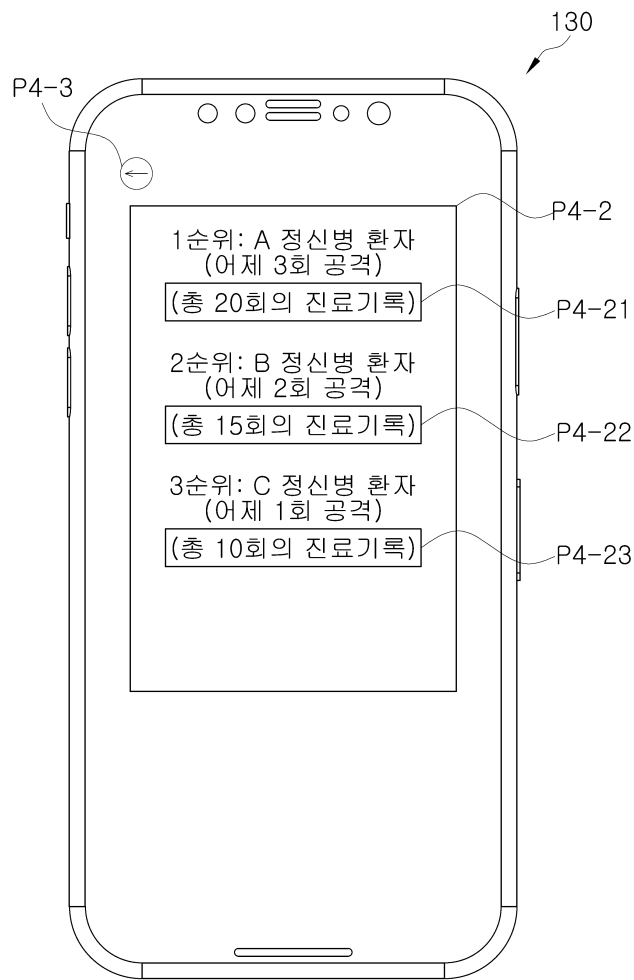 130
P4-3
P4-2
1순위: A 정신병 환자
(어제 3회 공격)
(총 20회의 진료기록)
P4-21
2순위: B 정신병 환자
(어제 2회 공격)
(총 15회의 진료기록)
P4-22
3순위: C 정신병 환자
(어제 1회 공격)
(총 10회의 진료기록)
P4-23